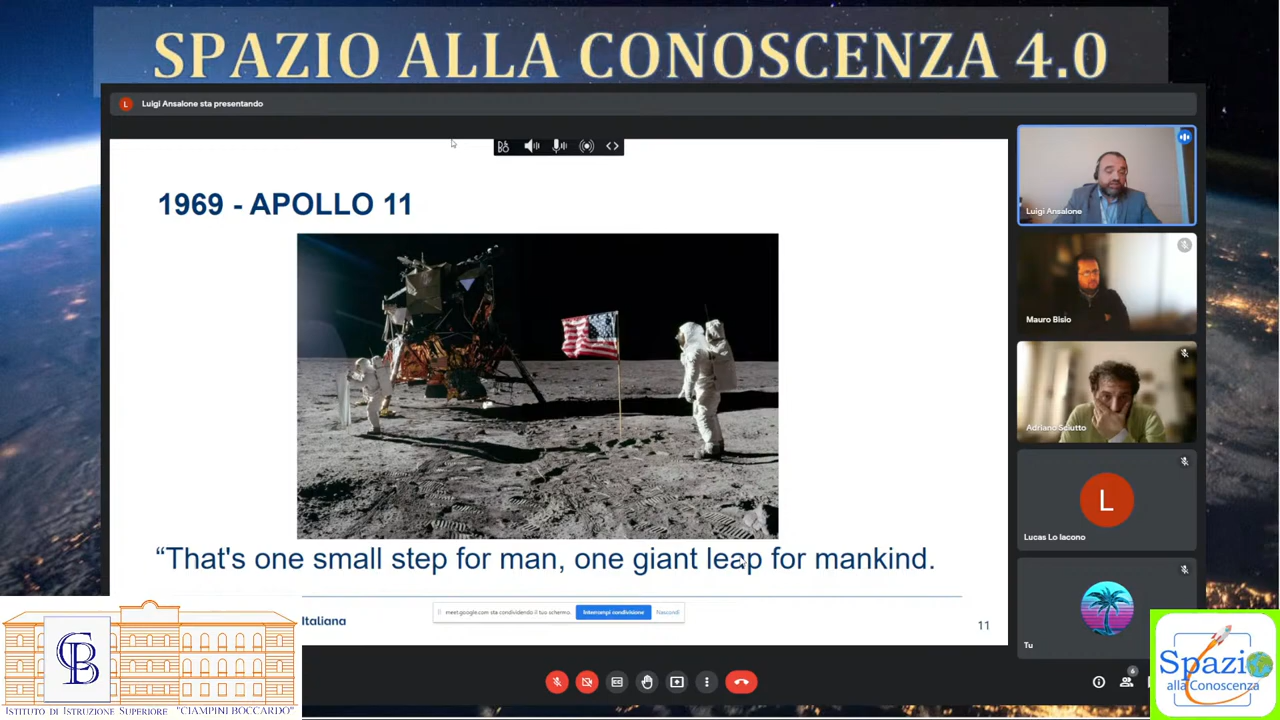 SPAZIO ALLA CONOSCENZA 4.0
L
Luigi Ansalone sta presentando
1969 - APOLLO 11
“That's one small step for man, one giant leap for mankind.
meet.google.com sta condividendo il tuo schermo.
Interrompi condivisione
Nascondi
Italiana
11
Luigi Ansalone
Mauro Bisio
Adriano Sciutto
L
Lucas Lo Iacono
Tu
6
CB
ISTITUTO DI ISTRUZIONE SUPERIORE "CIAMPINI BOCCARDO"
Spazio
alla Conoscenza